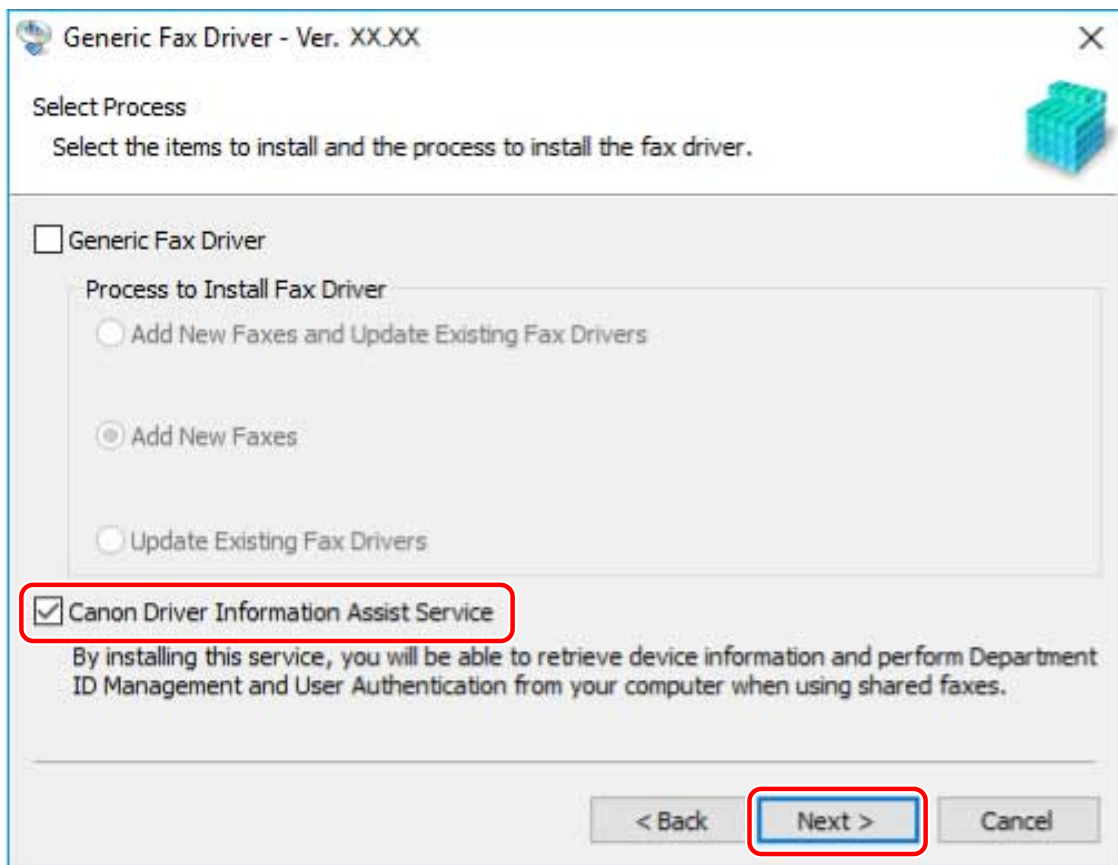 Generic Fax Driver - Ver. XX.XX
Select Process
Select the items to install and the process to install the fax driver.
Generic Fax Driver
Process to Install Fax Driver
Add New Faxes and Update Existing Fax Drivers
Add New Faxes
Update Existing Fax Drivers
Canon Driver Information Assist Service
By installing this service, you will be able to retrieve device information and perform Department
ID Management and User Authentication from your computer when using shared faxes.
< Back
Next >
Cancel